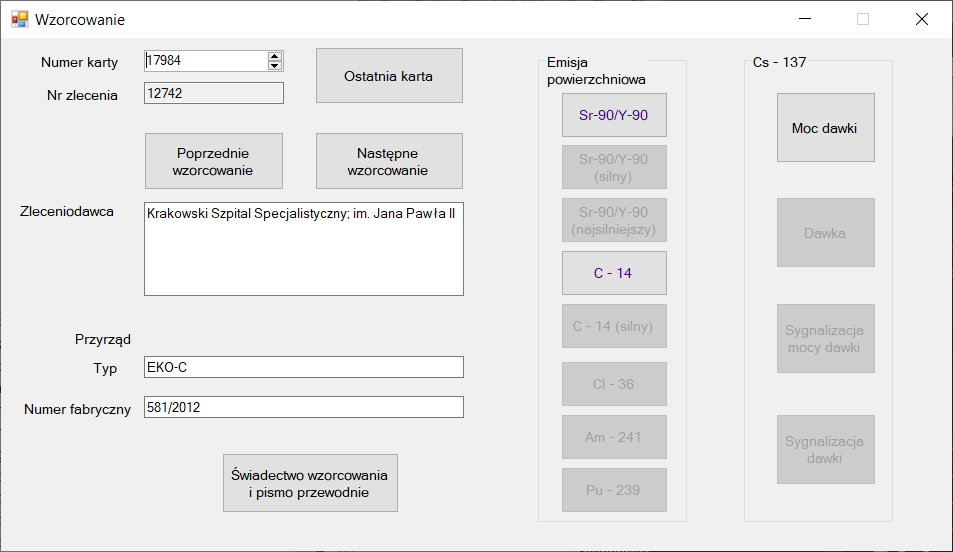 Wzorcowanie
Numer karty
17984
Ostatnia karta
Nr zlecenia
12742
Poprzednie
wzorcowanie
Następne
wzorcowanie
Zleceniodawca
Krakowski Szpital Specjalistyczny; im. Jana Pawła II
Przyrząd
Typ
EKO-C
Numer fabryczny
581/2012
Świadectwo wzorcowania
i pismo przewodnie
Emisja
powierzchniowa
Sr-90/Y-90
Sr-90/Y-90
(silny)
Sr-90/Y-90
(najsilniejszy)
C - 14
C - 14 (silny)
Cl - 36
Am - 241
Pu - 239
Cs - 137
Moc dawki
Dawka
Sygnalizacja
mocy dawki
Sygnalizacja
dawki